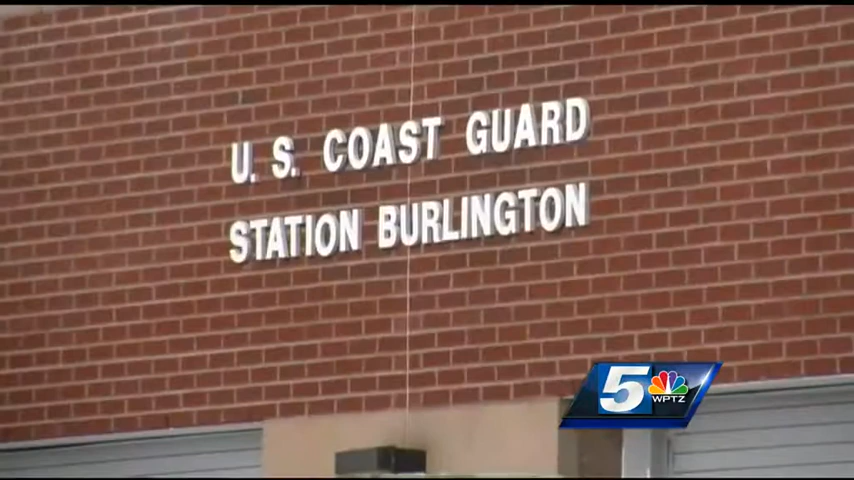 U. S. COAST GUARD
STATION BURLINGTON
5
WPTZ